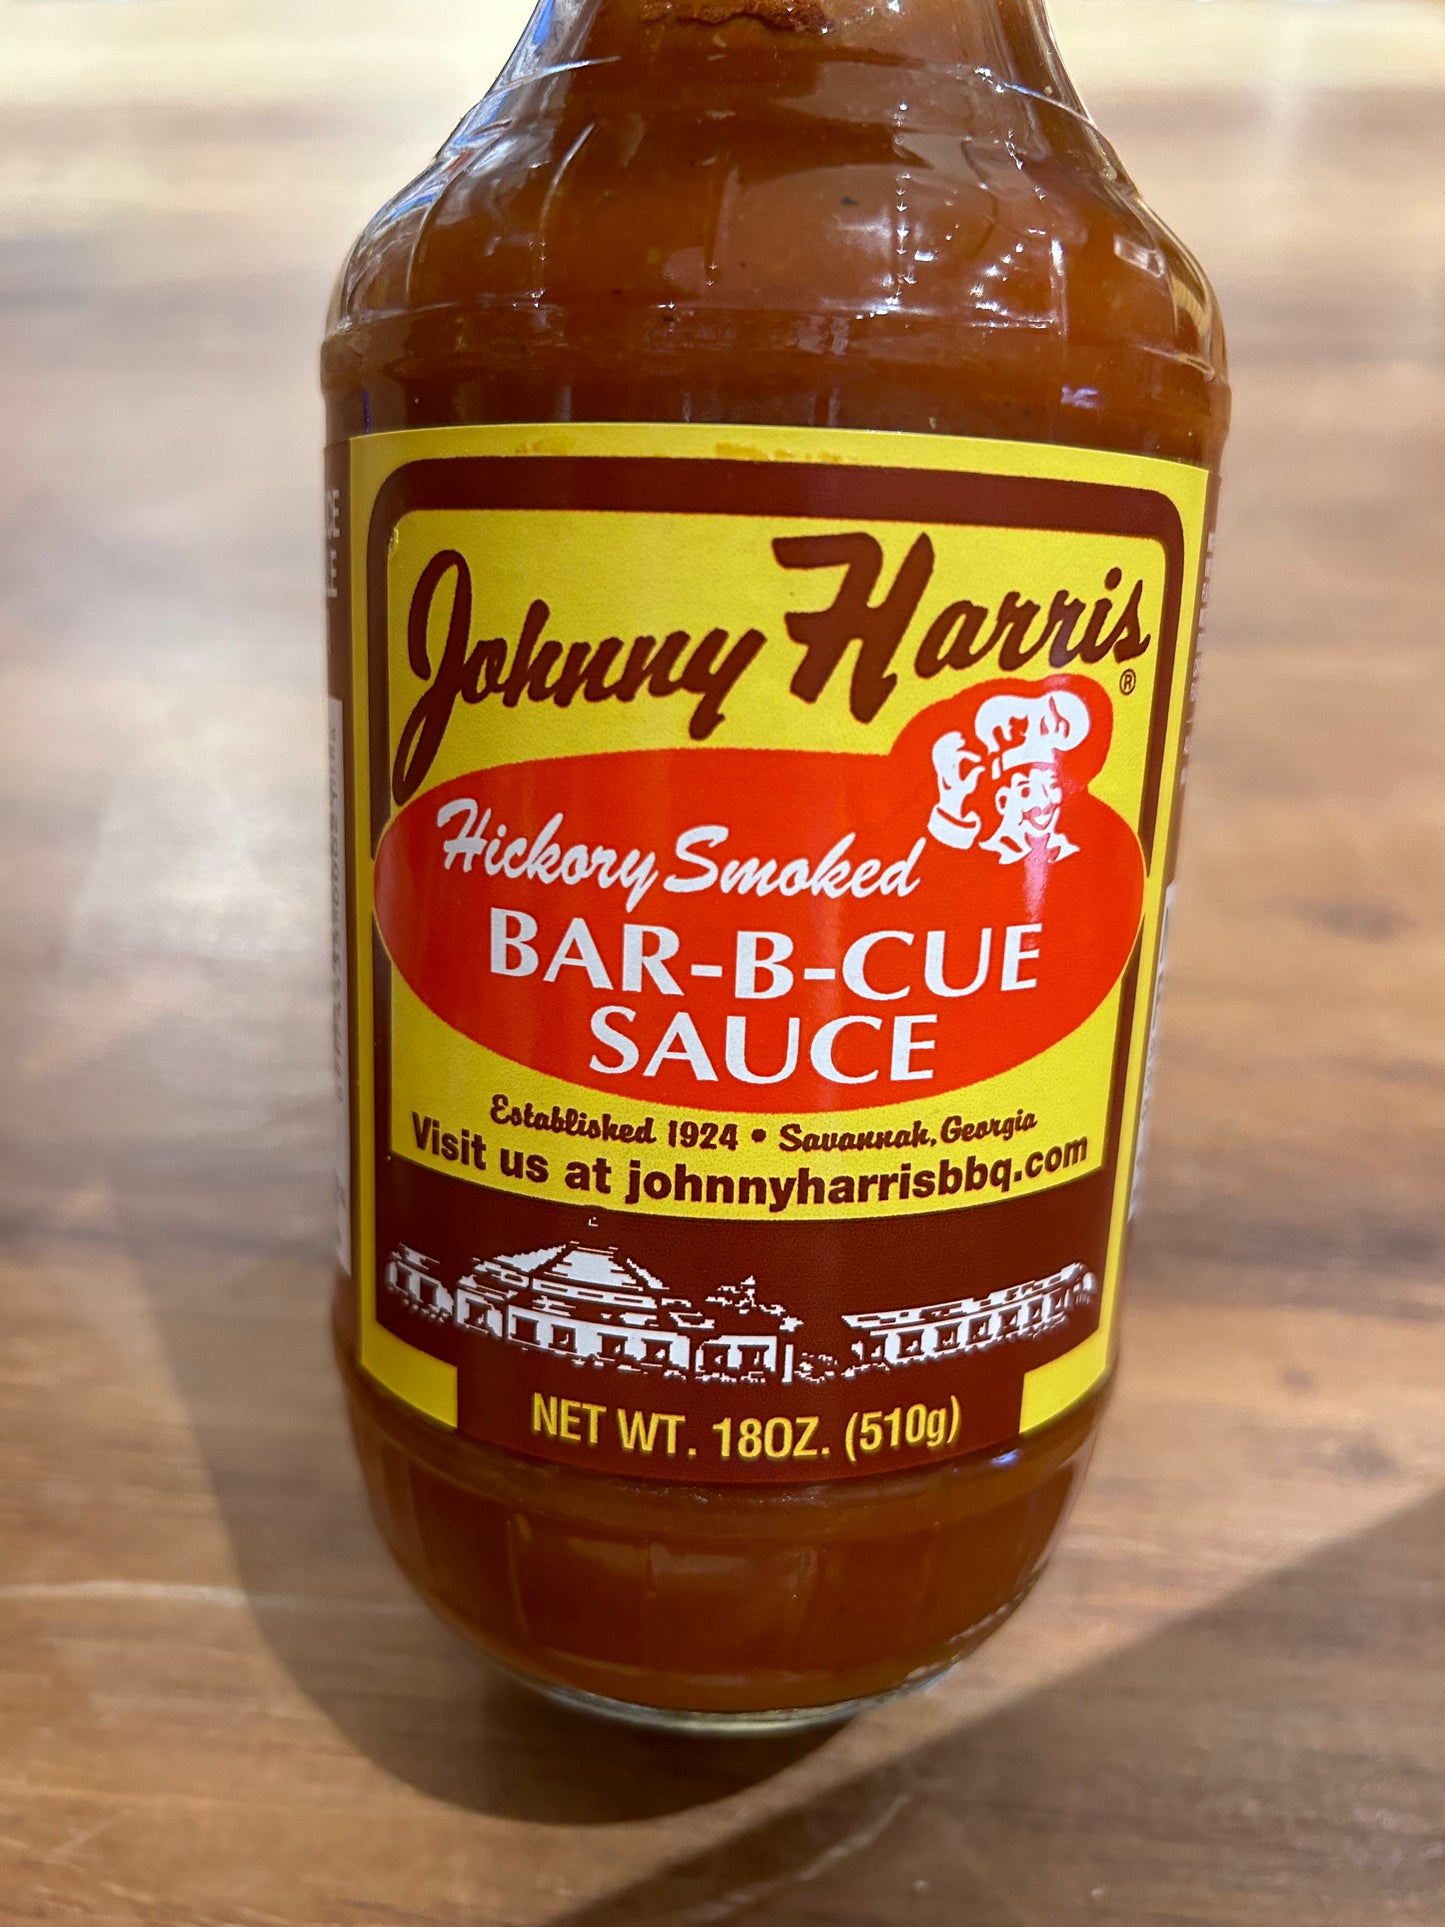 Johnny Harris®
Hickory Smoked
BAR-B-CUE
SAUCE
Established 1924 • Savannah, Georgia
Visit us at johnnyharrisbbq.com
NET WT. 18OZ. (510g)